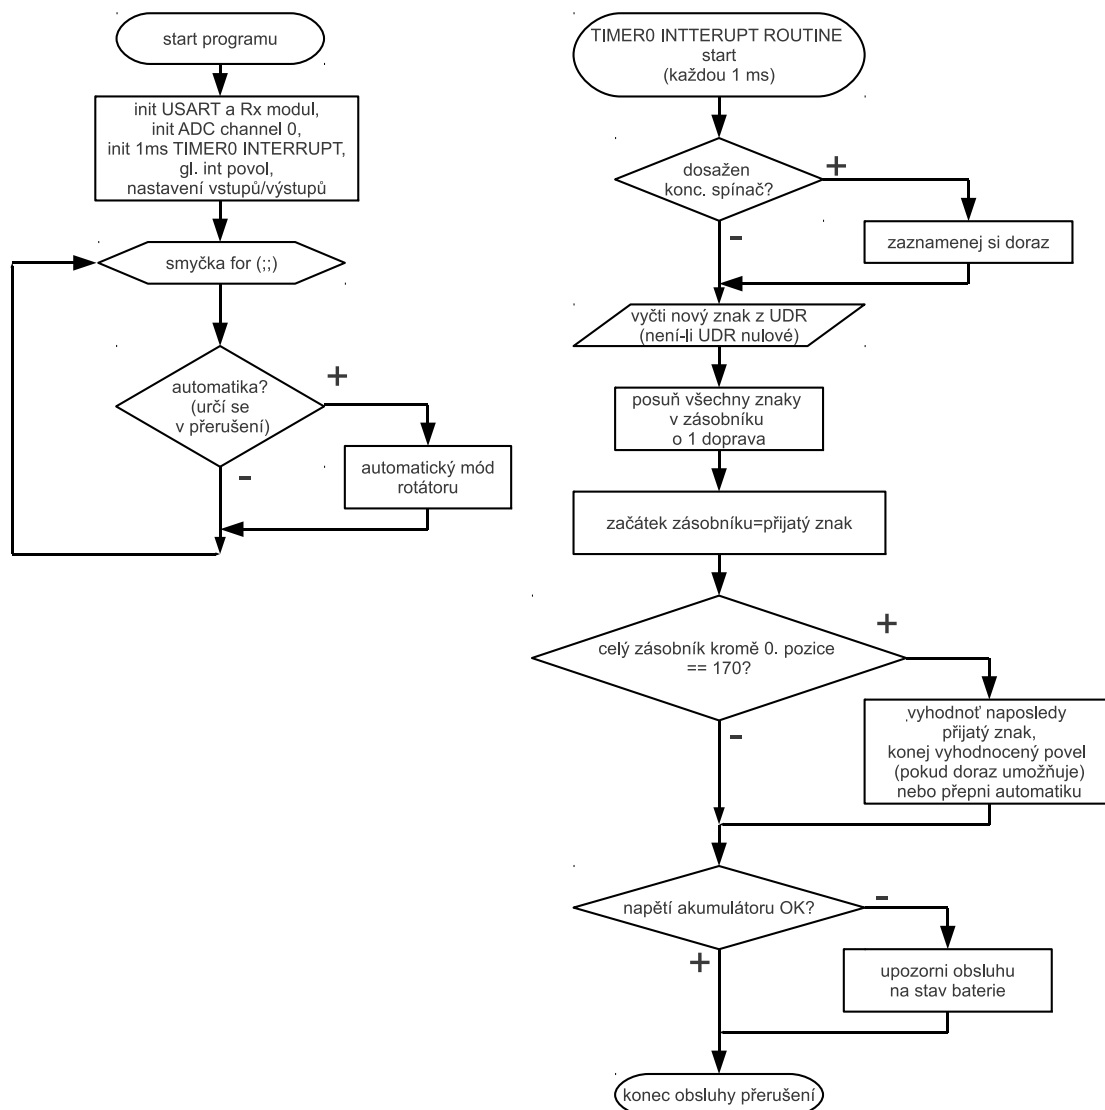 start programu
init USART a Rx modul,
init ADC channel 0,
init 1ms TIMER0 INTERRUPT,
gl. int povol,
nastavení vstupů/výstupů
smyčka for (;;)
automatika?
(určí se
v přerušení)
+
-
automatický mód
rotátoru
TIMER0 INTTERUPT ROUTINE
start
(každou 1 ms)
dosažen
konc. spínač?
+
-
zaznamenej si doraz
vyčti nový znak z UDR
(není-li UDR nulové)
posuň všechny znaky
v zásobníku
o 1 doprava
začátek zásobníku=přijatý znak
celý zásobník kromě 0. pozice
== 170?
+
-
vyhodnoť naposledy
přijatý znak,
konej vyhodnocený povel
(pokud doraz umožňuje)
nebo přepni automatiku
napětí akumulátoru OK?
-
+
upozorni obsluhu
na stav baterie
konec obsluhy přerušení